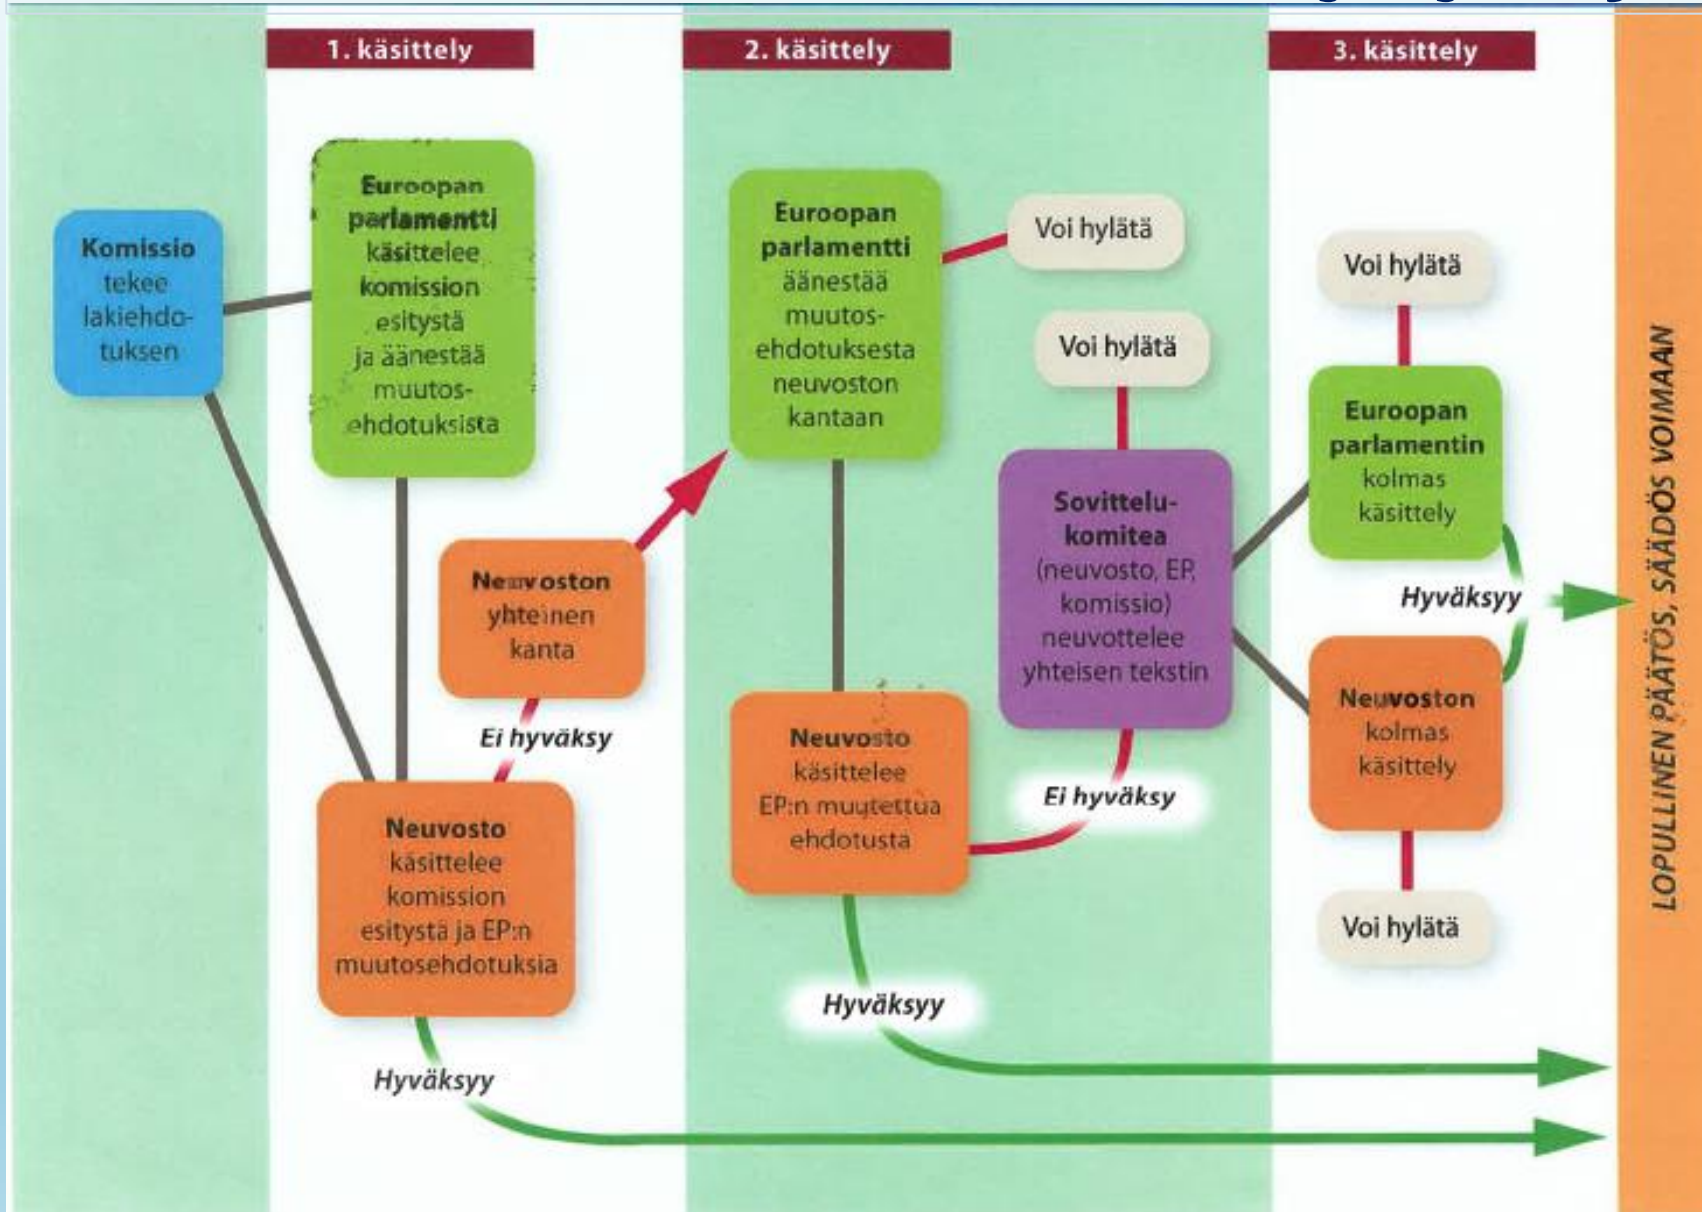 1. käsittely
2. käsittely
3. käsittely
Komissio
tekee
lakiehdo-
tuksen
Euroopan
parlamentti
käsittelee
komission
esitystä
ja äänestää
muutos-
ehdotuksista
Neuvoston
yhteinen
kanta
Ei hyväksy
Neuvosto
käsittelee
komission
esitystä ja EP:n
muutosehdotuksia
Hyväksyy
Euroopan
parlamentti
äänestää
muutos-
ehdotuksesta
neuvoston
kantaan
Voi hylätä
Voi hylätä
Sovittelu-
komitea
(neuvosto, EP,
komissio)
neuvottelee
yhteisen tekstin
Neuvosto
käsittelee
EP:n muutettua
ehdotusta
Ei hyväksy
Hyväksyy
Voi hylätä
Euroopan
parlamentin
kolmas
käsittely
Hyväksyy
Neuvoston
kolmas
käsittely
Voi hylätä
LOPULLINEN PÄÄTÖS, SÄÄDÖS VOIMAAN